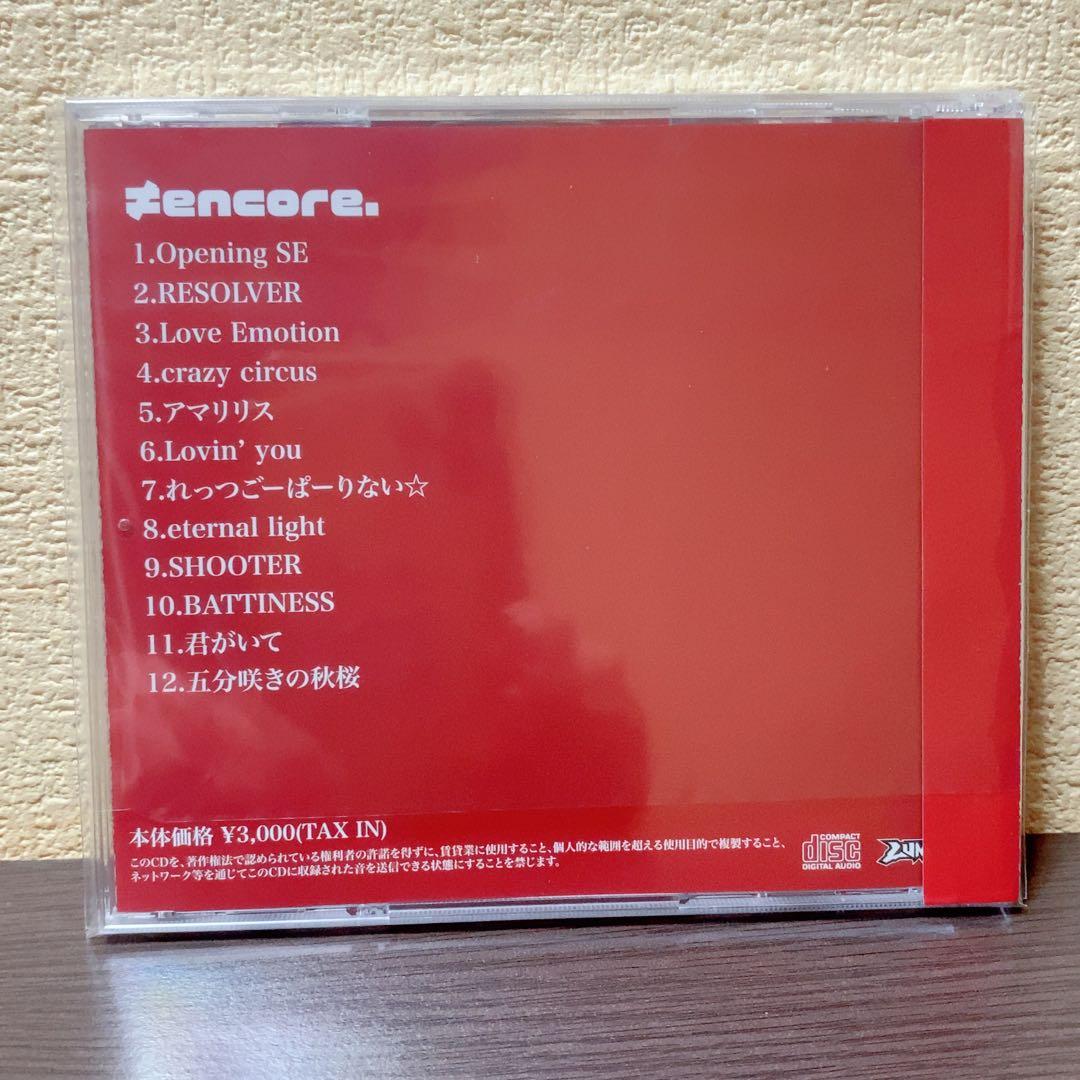 ≠encore.
1.Opening SE
2.RESOLVER
3.Love Emotion
4.crazy circus
5.アマリリス
6.Lovin’ you
7.れっつごーぱーりない☆
8.eternal light
9.SHOOTER
10.BATTINESS
11.君がいて
12.五分咲きの秋桜
本体価格 ¥3,000(TAX IN)
このCDを、著作権法で認められている権利者の許諾を得ずに、賃貸業に使用すること、個人的な範囲を超える使用目的で複製すること、
ネットワーク等を通じてこのCDに収録された音を送信できる状態にすることを禁じます。
COMPACT
disc
DIGITAL AUDIO